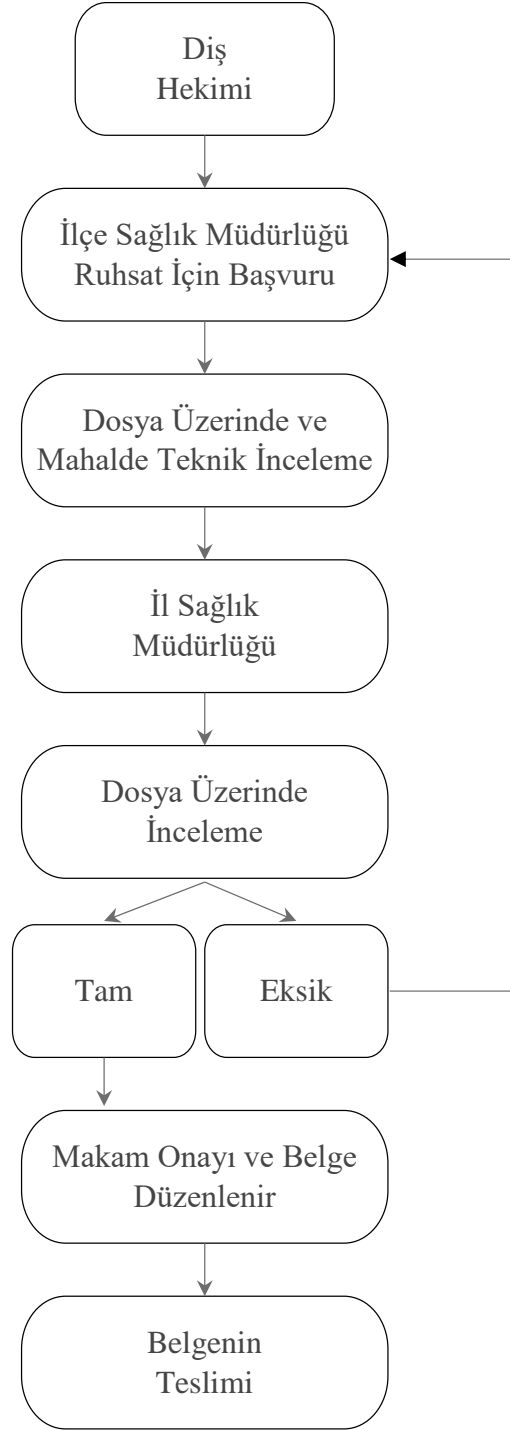 Diş
Hekimi
İlçe Sağlık Müdürlüğü
Ruhsat İçin Başvuru
Dosya Üzerinde ve
Mahalde Teknik İnceleme
İl Sağlık
Müdürlüğü
Dosya Üzerinde
İnceleme
Tam
Eksik
Makam Onayı ve Belge
Düzenlenir
Belgenin
Teslimi